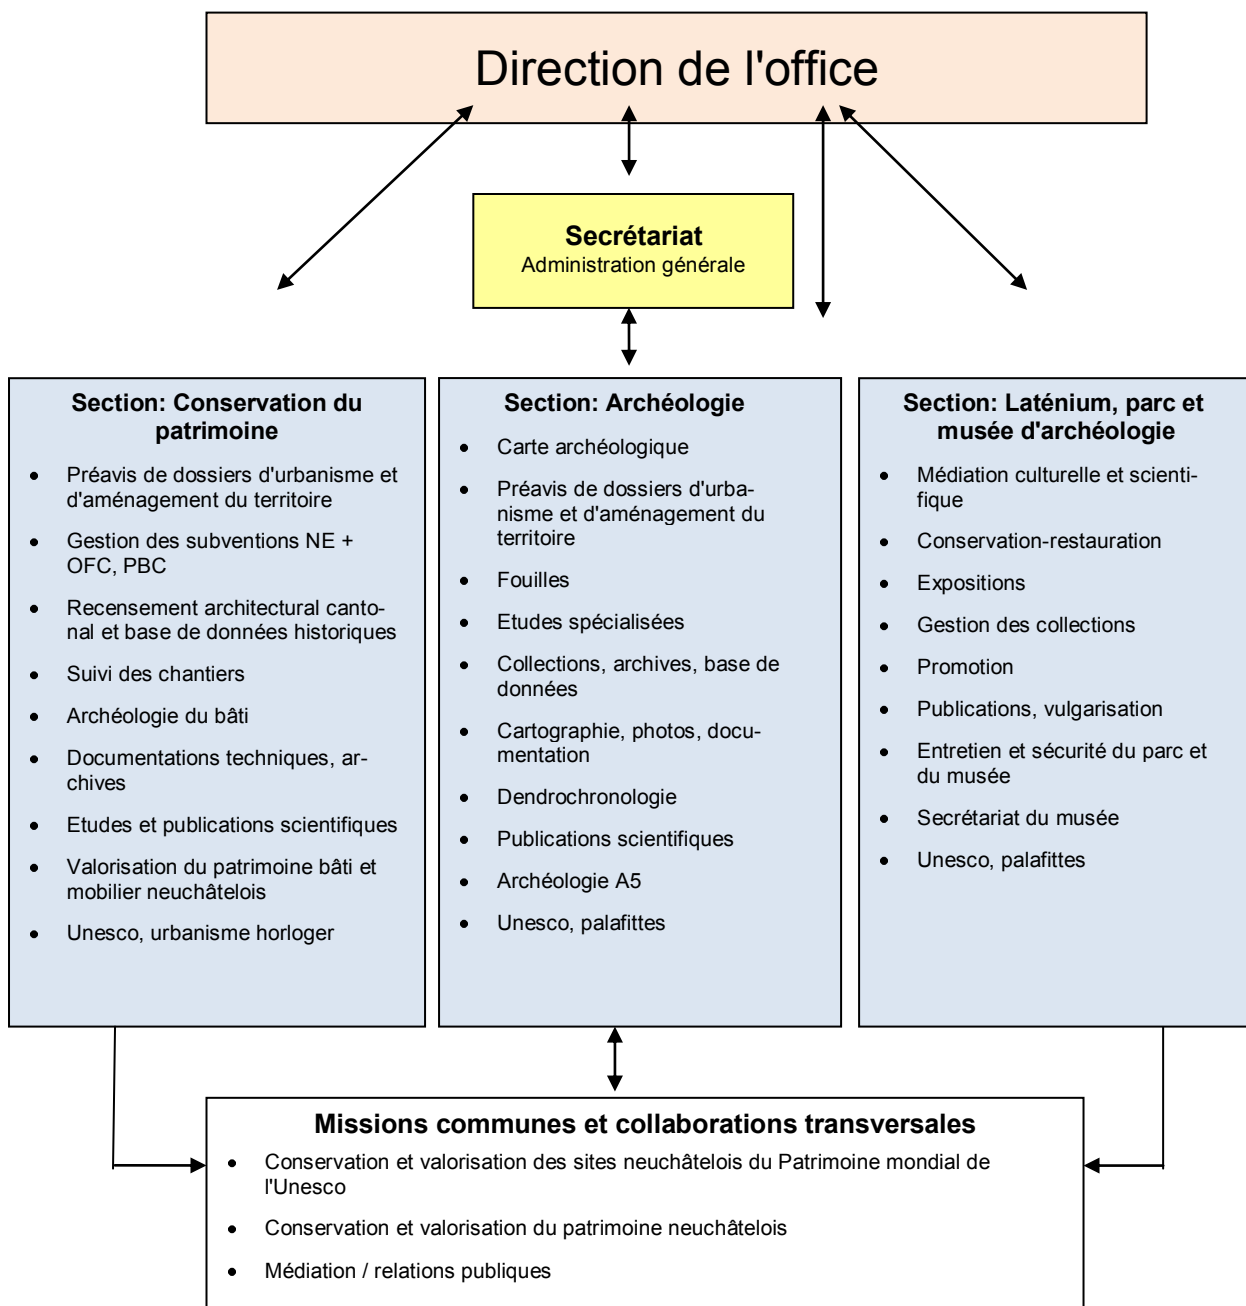 Direction de l'office
Secrétariat
Administration générale
Section: Conservation du
patrimoine
• Préavis de dossiers d'urbanisme et
d'aménagement du territoire
• Gestion des subventions NE +
OFC, PBC
• Recensement architectural canto-
nal et base de données historiques
• Suivi des chantiers
• Archéologie du bâti
• Documentations techniques, ar-
chives
• Etudes et publications scientifiques
• Valorisation du patrimoine bâti et
mobilier neuchâtelois
• Unesco, urbanisme horloger
Section: Archéologie
• Carte archéologique
• Préavis de dossiers d'urba-
nisme et d'aménagement du
territoire
• Fouilles
• Etudes spécialisées
• Collections, archives, base de
données
• Cartographie, photos, docu-
mentation
• Dendrochronologie
• Publications scientifiques
• Archéologie A5
• Unesco, palafittes
Section: Laténium, parc et
musée d'archéologie
• Médiation culturelle et scienti-
fique
• Conservation-restauration
• Expositions
• Gestion des collections
• Promotion
• Publications, vulgarisation
• Entretien et sécurité du parc et
du musée
• Secrétariat du musée
• Unesco, palafittes
Missions communes et collaborations transversales
• Conservation et valorisation des sites neuchâtelois du Patrimoine mondial de
l'Unesco
• Conservation et valorisation du patrimoine neuchâtelois
• Médiation / relations publiques